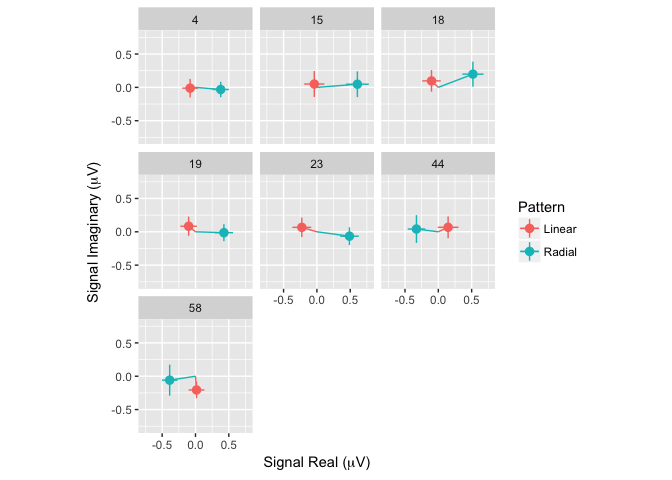 4 15 18
0.5
0.0
-0.5
19 23 44
0.5
0.0
-0.5
-0.5 0.0 0.5 -0.5 0.0 0.5
58
0.5
0.0
-0.5
-0.5 0.0 0.5
Signal Real (μV)
Signal Imaginary (μV)
Pattern
Linear
Radial